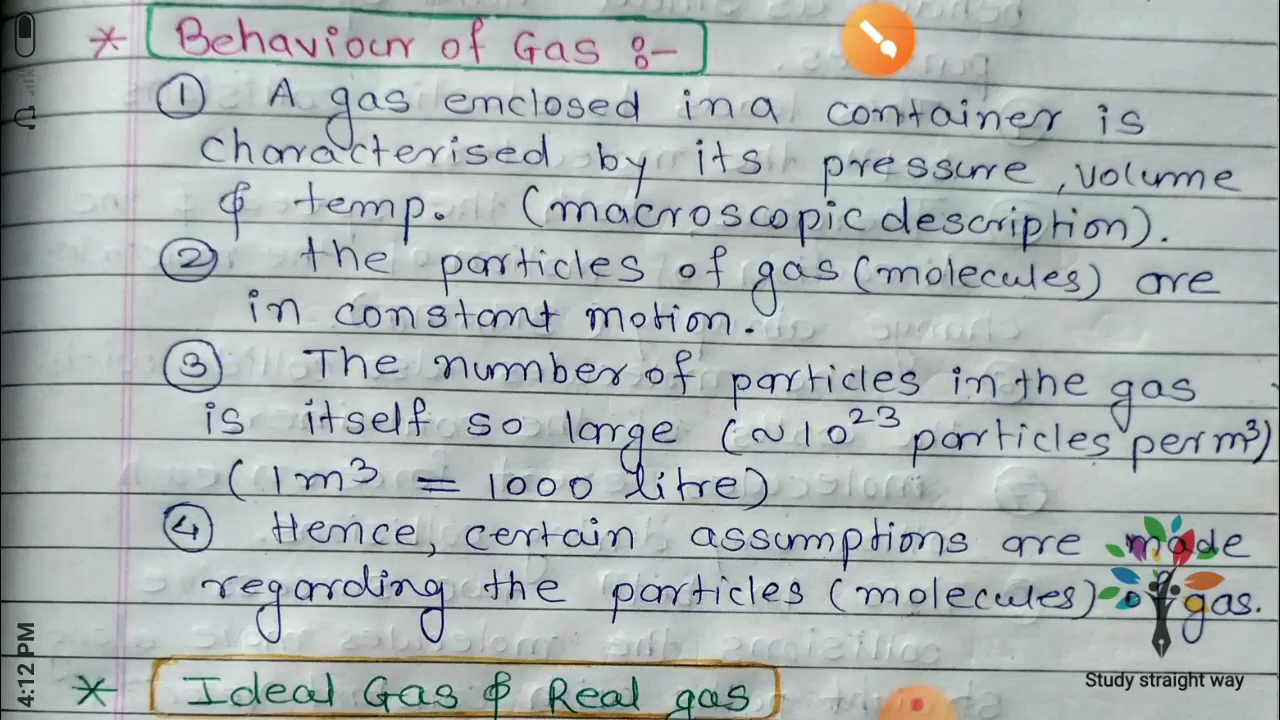 * Behaviour of Gas :-
① A gas enclosed in a container is
characterised by its pressure, volume
& temp. (macroscopic description).
② the particles of gas (molecules) are
in constant motion.
③ The number of particles in the gas
is itself so large (~10²³ particles per m³)
(1m³ = 1000 litre)
④ Hence, certain assumptions are made
regarding the particles (molecules) of gas.
* Ideal Gas & Real gas
Study straight way
4:12 PM